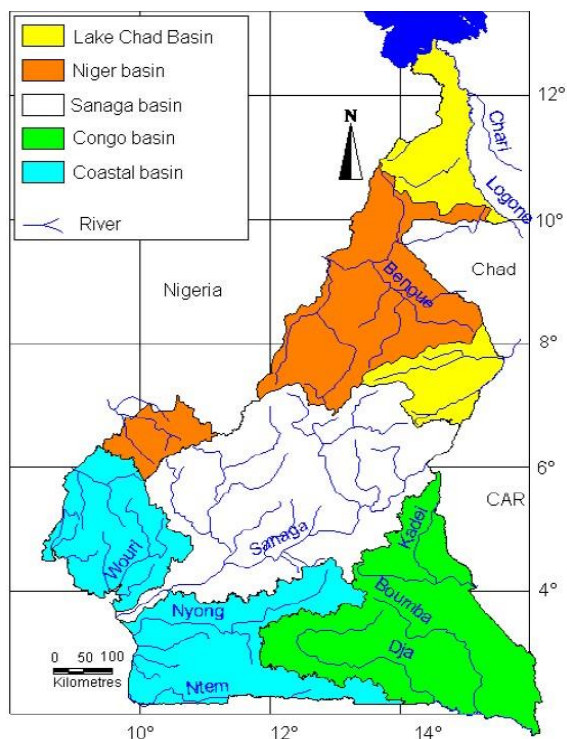 Lake Chad Basin
Niger basin
Sanaga basin
Congo basin
Coastal basin
River
N
12°
Chari
Logone
10°
Chad
Nigeria
Bengue
8°
6°
CAR
Kadei
Sanaga
Wouri
4°
Boumba
Nyong
Dja
0 50 100
Kilometres
Ntem
10° 12° 14°